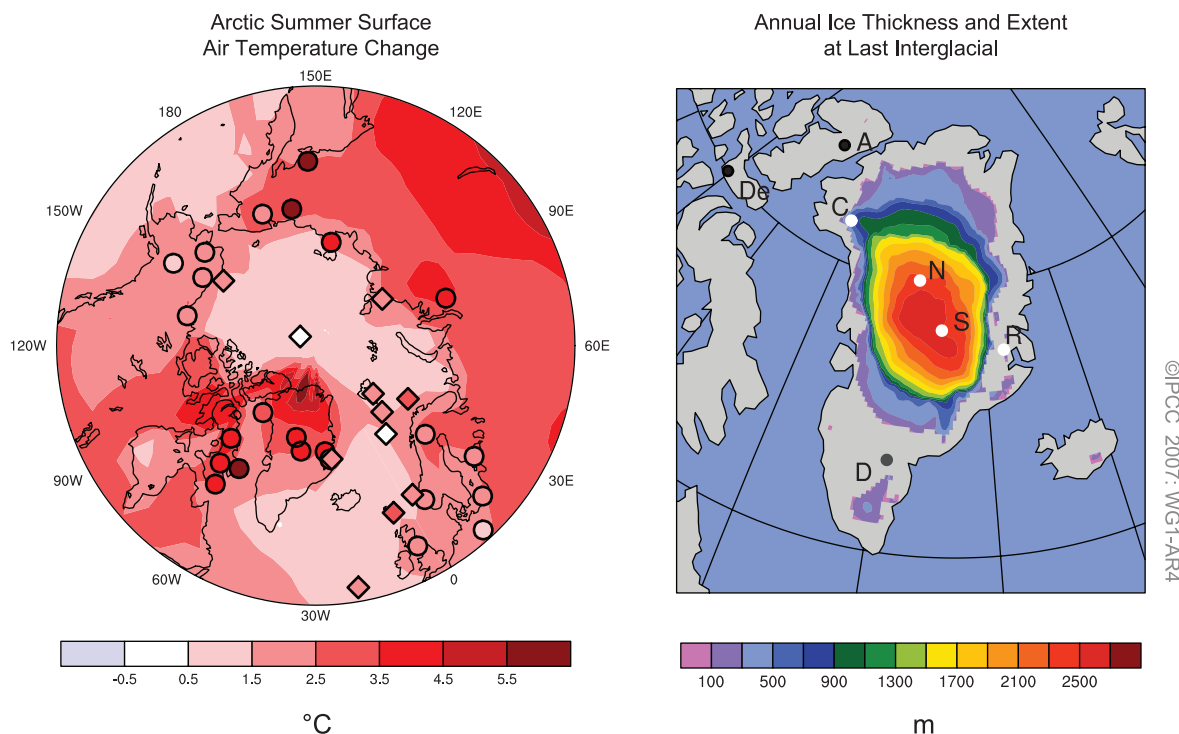 Arctic Summer Surface
Air Temperature Change
150E
180
120E
150W
90E
120W
60E
90W
30E
60W
0
30W
-0.5 0.5 1.5 2.5 3.5 4.5 5.5
°C
Annual Ice Thickness and Extent
at Last Interglacial
A
De
C
N
S
R
D
100 500 900 1300 1700 2100 2500
m
©IPCC 2007: WG1-AR4